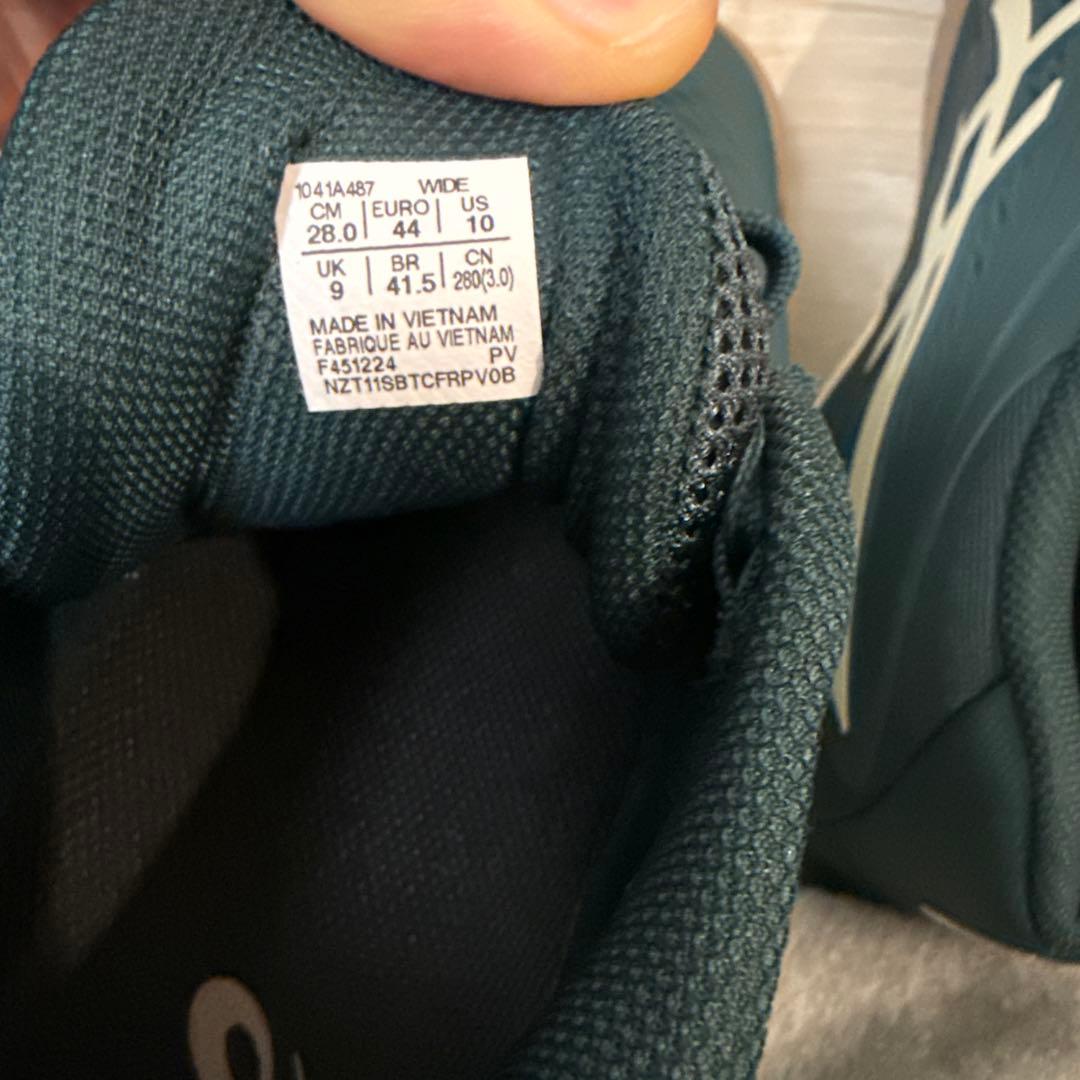 1041A487 WIDE
CM EURO US
28.0 44 10
UK BR CN
9 41.5 280(3.0)
MADE IN VIETNAM
FABRIQUE AU VIETNAM
F451224 PV
NZT11SBTCFRPV0B